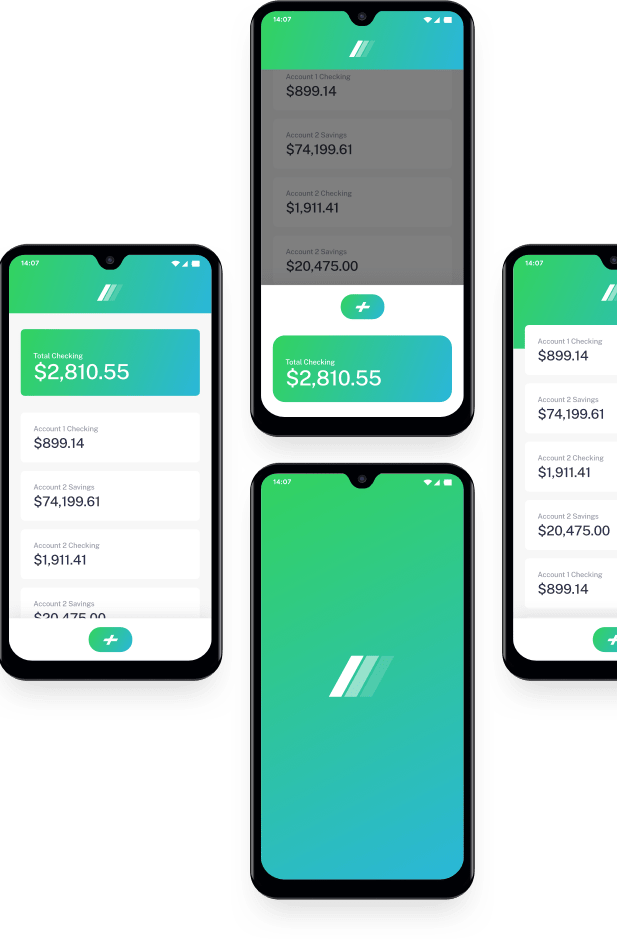 14:07
Account 1 Checking
$899.14
Account 2 Savings
$74,199.61
Account 2 Checking
$1,911.41
Account 2 Savings
$20,475.00
Total Checking
$2,810.55
14:07
Total Checking
$2,810.55
Account 1 Checking
$899.14
Account 2 Savings
$74,199.61
Account 2 Checking
$1,911.41
Account 2 Savings
$20,475.00
14:07
14:07
Account 1 Checking
$899.14
Account 2 Savings
$74,199.61
Account 2 Checking
$1,911.41
Account 2 Savings
$20,475.00
Account 1 Checking
$899.14